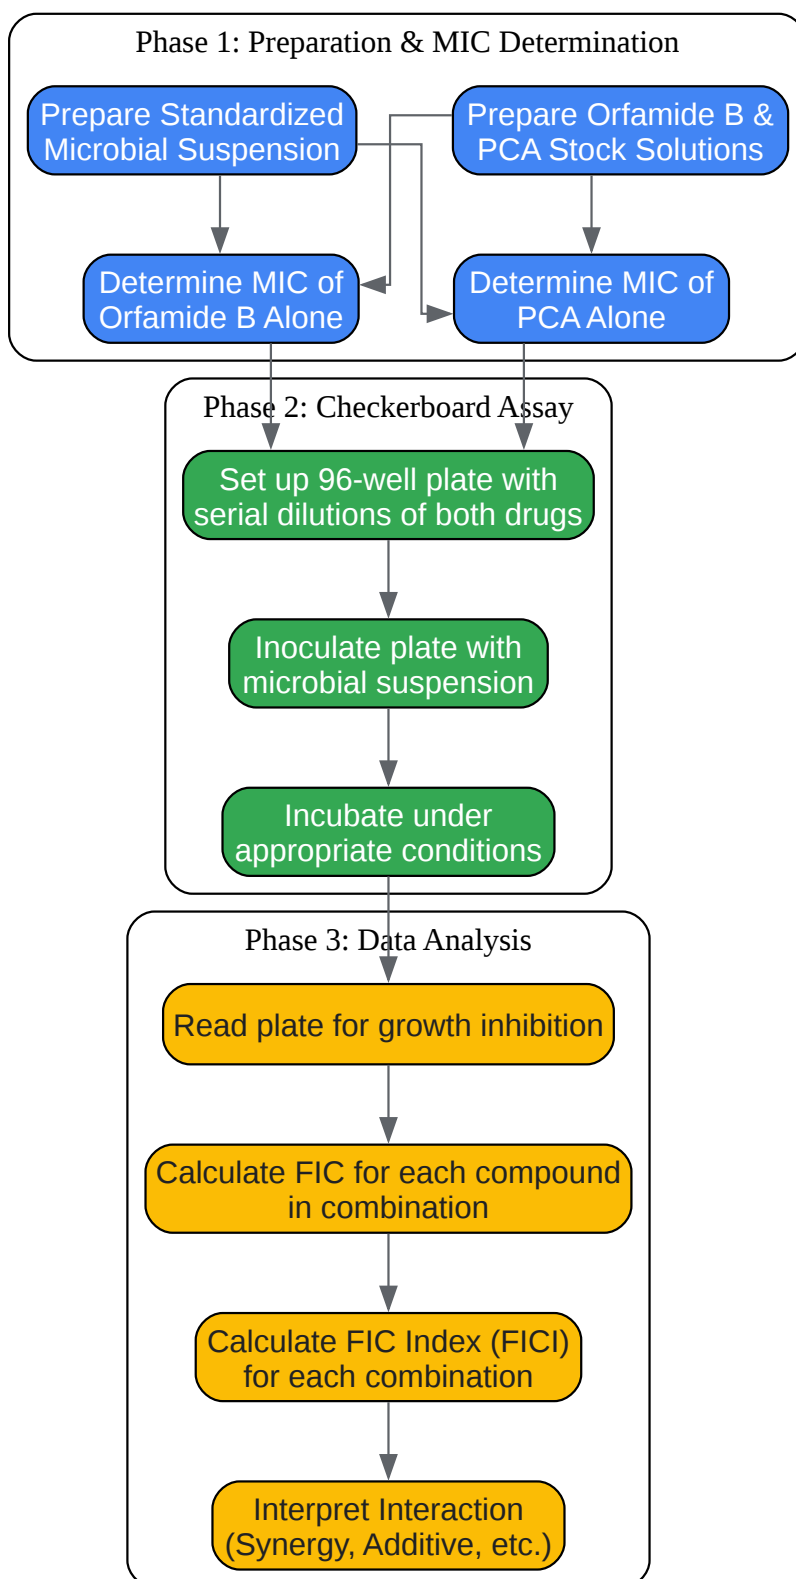 Phase 1: Preparation & MIC Determination
Prepare Standardized
Microbial Suspension
Prepare Orfamide B &
PCA Stock Solutions
Determine MIC of
Orfamide B Alone
Determine MIC of
PCA Alone
Phase 2: Checkerboard Assay
Set up 96-well plate with
serial dilutions of both drugs
Inoculate plate with
microbial suspension
Incubate under
appropriate conditions
Phase 3: Data Analysis
Read plate for growth inhibition
Calculate FIC for each compound
in combination
Calculate FIC Index (FICI)
for each combination
Interpret Interaction
(Synergy, Additive, etc.)